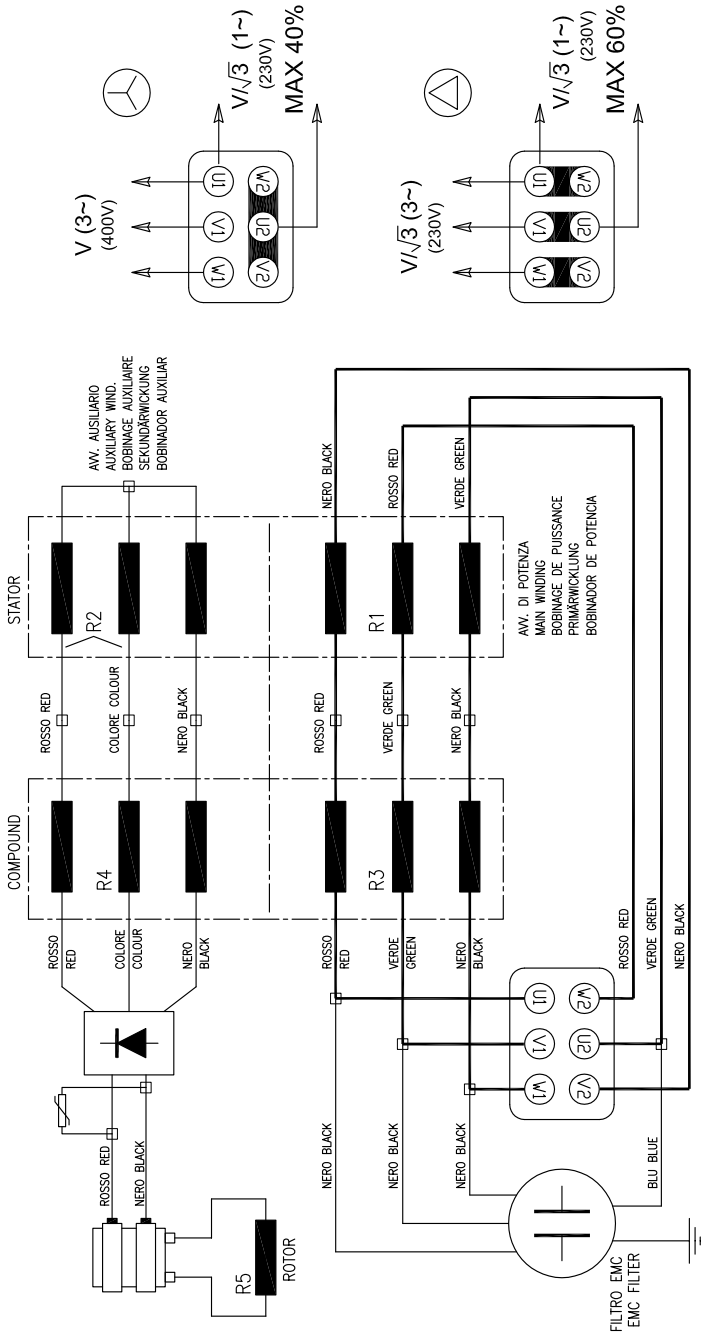 COMPOUND
STATOR
ROSSO RED
ROSSO
RED
ROSSO RED
NERO BLACK
COLORE
COLOUR
R4
COLORE COLOUR
R2
AVV. AUSILIARIO
AUXILIARY WIND.
BOBINAGE AUXILIAIRE
SEKUNDÄRWICKUNG
BOBINADOR AUXILIAR
NERO
BLACK
NERO BLACK
R5
ROTOR
V (3~)
(400V)
W1
V1
U1
V2
U2
W2
V/√3 (1~)
(230V)
MAX 40%
NERO BLACK
ROSSO
RED
ROSSO RED
NERO BLACK
NERO BLACK
VERDE
GREEN
R3
VERDE GREEN
R1
ROSSO RED
NERO BLACK
NERO
BLACK
NERO BLACK
VERDE GREEN
AVV. DI POTENZA
MAIN WINDING
BOBINAGE DE PUISSANCE
PRIMÄRWICKLUNG
BOBINADOR DE POTENCIA
W1
V1
U1
V2
U2
W2
FILTRO EMC
EMC FILTER
BLU BLUE
ROSSO RED
VERDE GREEN
NERO BLACK
V/√3 (3~)
(230V)
W1
V1
U1
V2
U2
W2
V/√3 (1~)
(230V)
MAX 60%